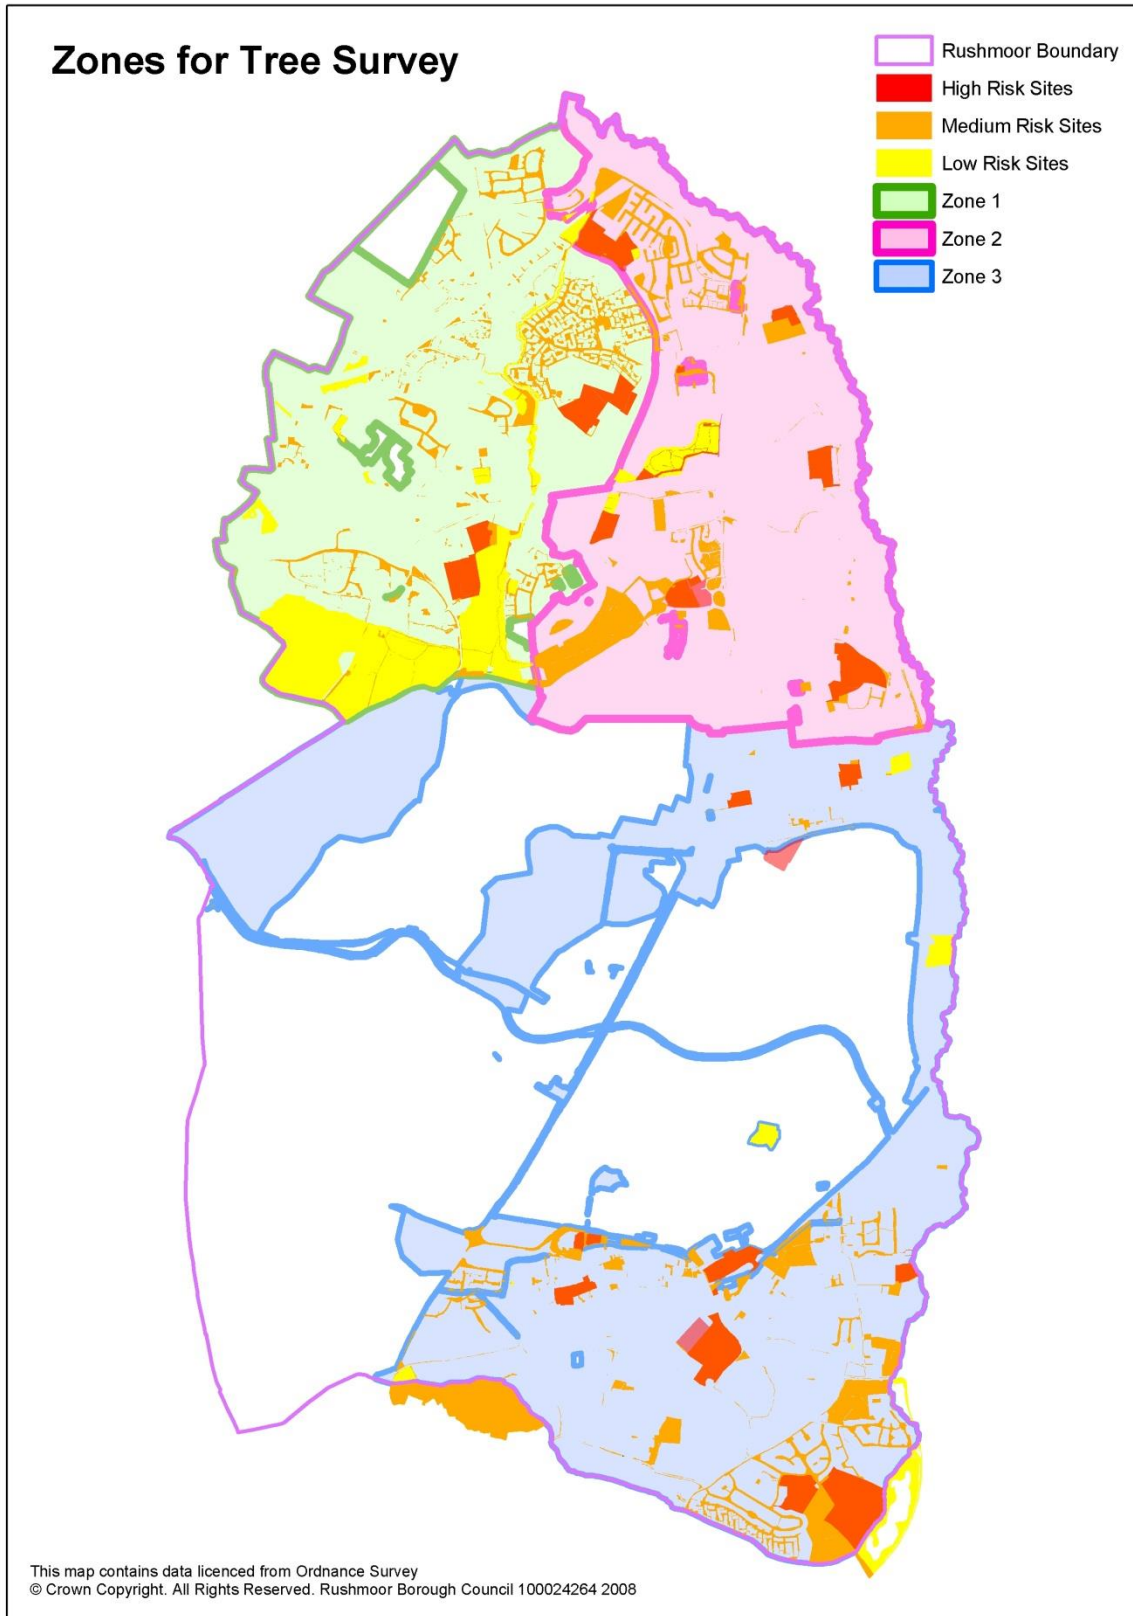 Zones for Tree Survey
Rushmoor Boundary
High Risk Sites
Medium Risk Sites
Low Risk Sites
Zone 1
Zone 2
Zone 3
This map contains data licenced from Ordnance Survey
© Crown Copyright. All Rights Reserved. Rushmoor Borough Council 100024264 2008